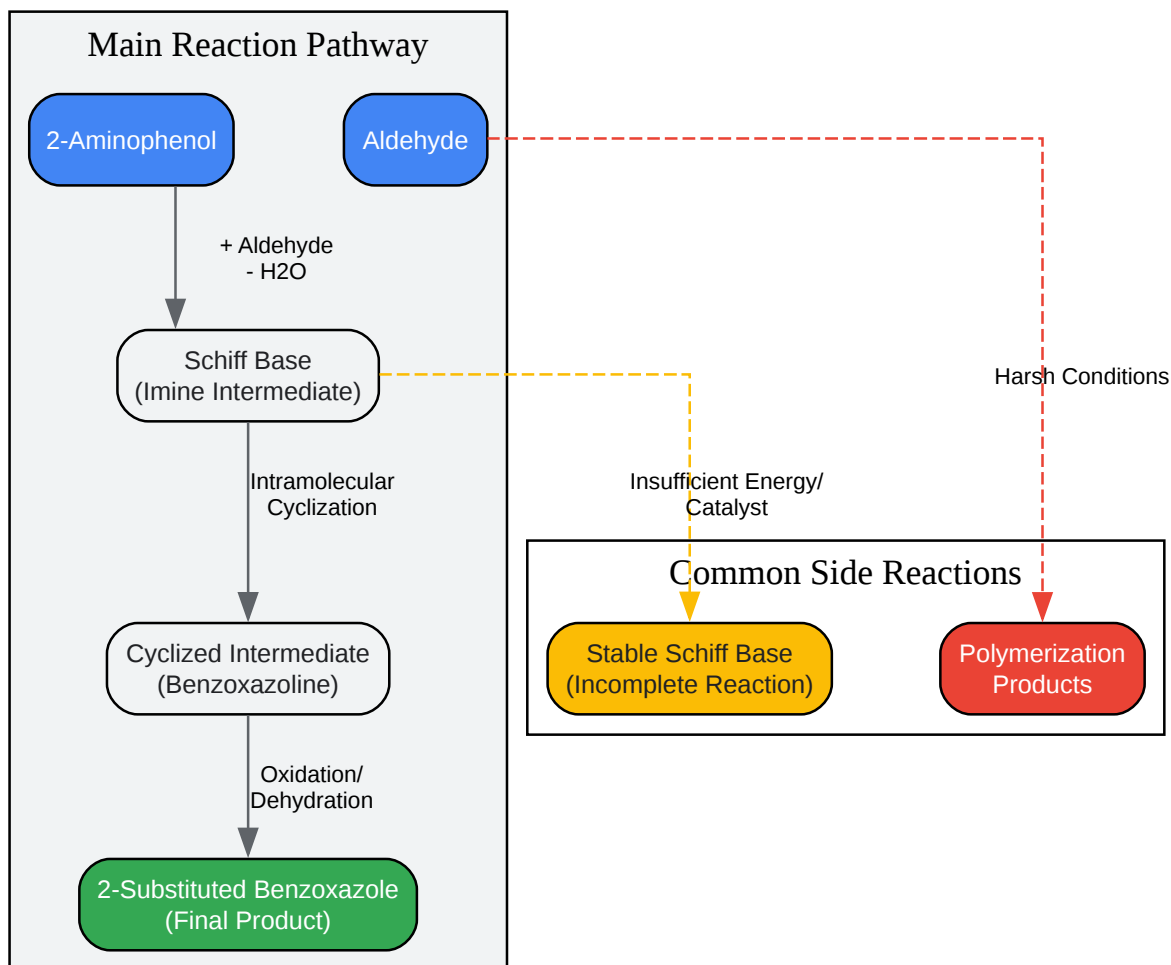 Main Reaction Pathway
2-Aminophenol
Aldehyde
+ Aldehyde
- H2O
Schiff Base
(Imine Intermediate)
Harsh Conditions
Intramolecular
Cyclization
Insufficient Energy/
Catalyst
Common Side Reactions
Cyclized Intermediate
(Benzoxazoline)
Stable Schiff Base
(Incomplete Reaction)
Polymerization
Products
Oxidation/
Dehydration
2-Substituted Benzoxazole
(Final Product)